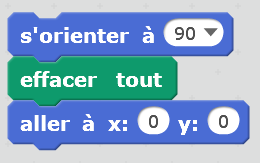 s'orienter à 90
effacer tout
aller à x: 0 y: 0